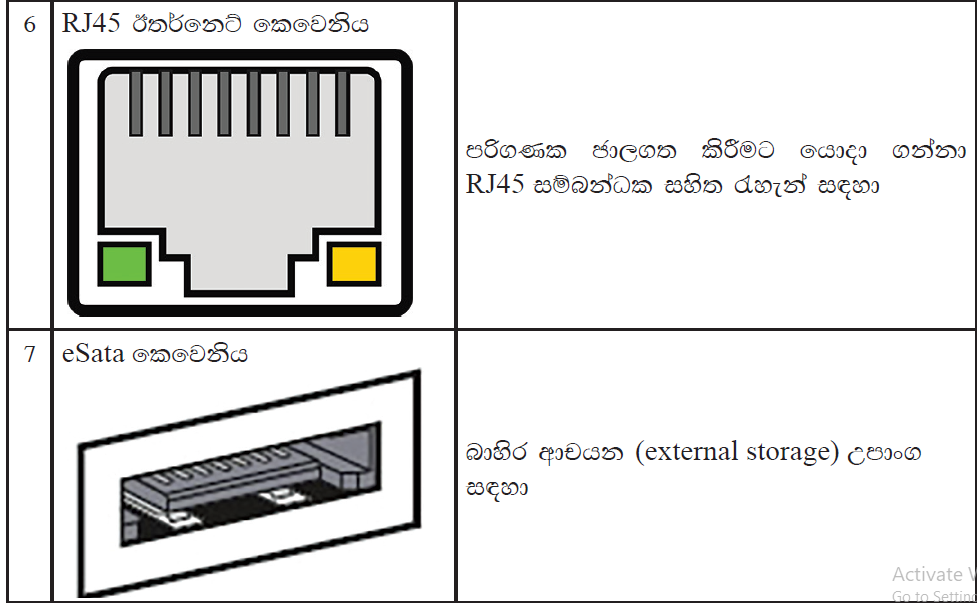 6 RJ45 ඊතර්නෙට් කෙවෙනිය
පරිගණක ජාලගත කිරීමට යොදා ගන්නා
RJ45 සම්බන්ධක සහිත රැහැන් සඳහා
7 eSata කෙවෙනිය
බාහිර ආචයන (external storage) උපාංග
සඳහා
Activate
Go to Setting